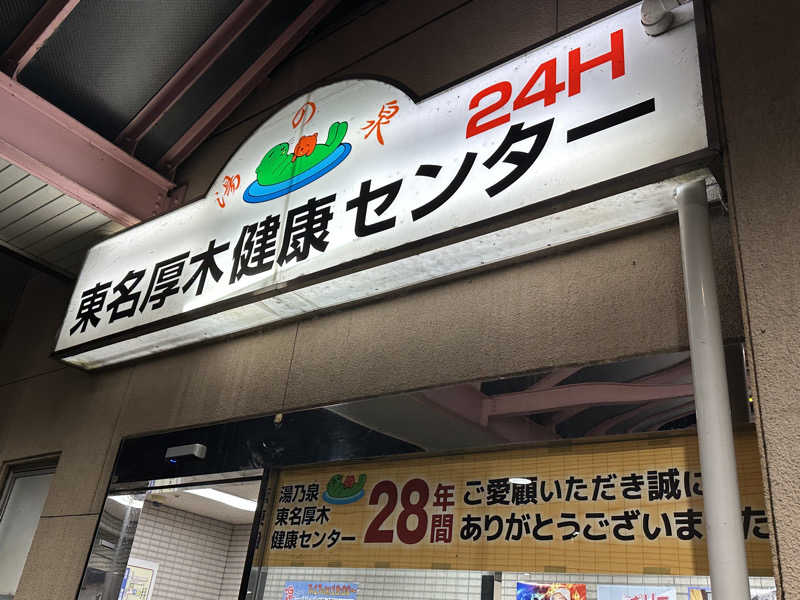 湯の泉
24H
東名厚木健康センター
湯乃泉
東名厚木
健康センター
28年間
ご愛顧いただき誠に
ありがとうございました